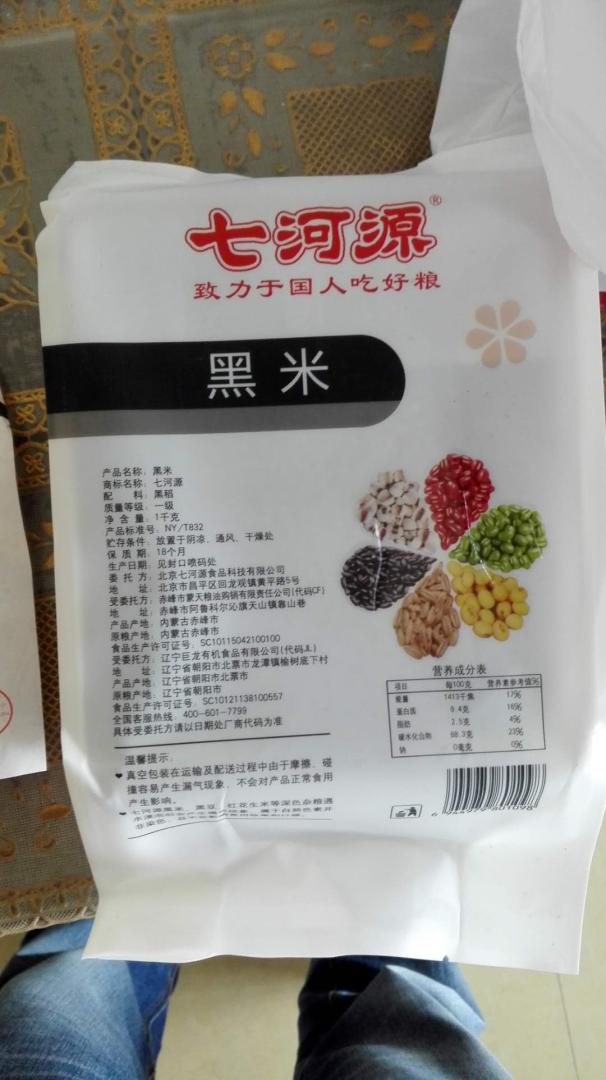 七河源®
致力于国人吃好粮
黑米
产品名称：黑米
商标名称：七河源
配 料：黑稻
质量等级：一级
净 含 量：1千克
产品标准号：NY/T832
贮存条件：放置于阴凉、通风、干燥处
保 质 期：18个月
生产日期：见封口喷码处
委 托 方：北京七河源食品科技有限公司
地 址：北京市昌平区回龙观镇黄平路5号
受委托方：赤峰市蒙天粮油购销有限责任公司(代码CF)
地 址：赤峰市阿鲁科尔沁旗天山镇靠山巷
产品产地：内蒙古赤峰市
原粮产地：内蒙古赤峰市
食品生产许可证号：SC10115042100100
受委托方：辽宁巨龙有机食品有限公司(代码JL)
地 址：辽宁省朝阳市北票市龙潭镇榆树底下村
产品产地：辽宁省朝阳市北票市
原粮产地：辽宁省朝阳市
食品生产许可证号：SC10121138100557
全国客服热线：400-601-7799
具体受委托方请以日期处厂商代码为准
营养成分表
项目 每100克 营养素参考值%
能量 1413千焦 17%
蛋白质 9.4克 16%
脂肪 2.5克 4%
碳水化合物 68.3克 23%
钠 0毫克 0%
温馨提示：
真空包装在运输及配送过程中由于摩擦、碰
撞容易产生漏气现象，不会对产品正常食用
产生影响。
七河源黑米、黑豆、红花生米等深色杂粮遇